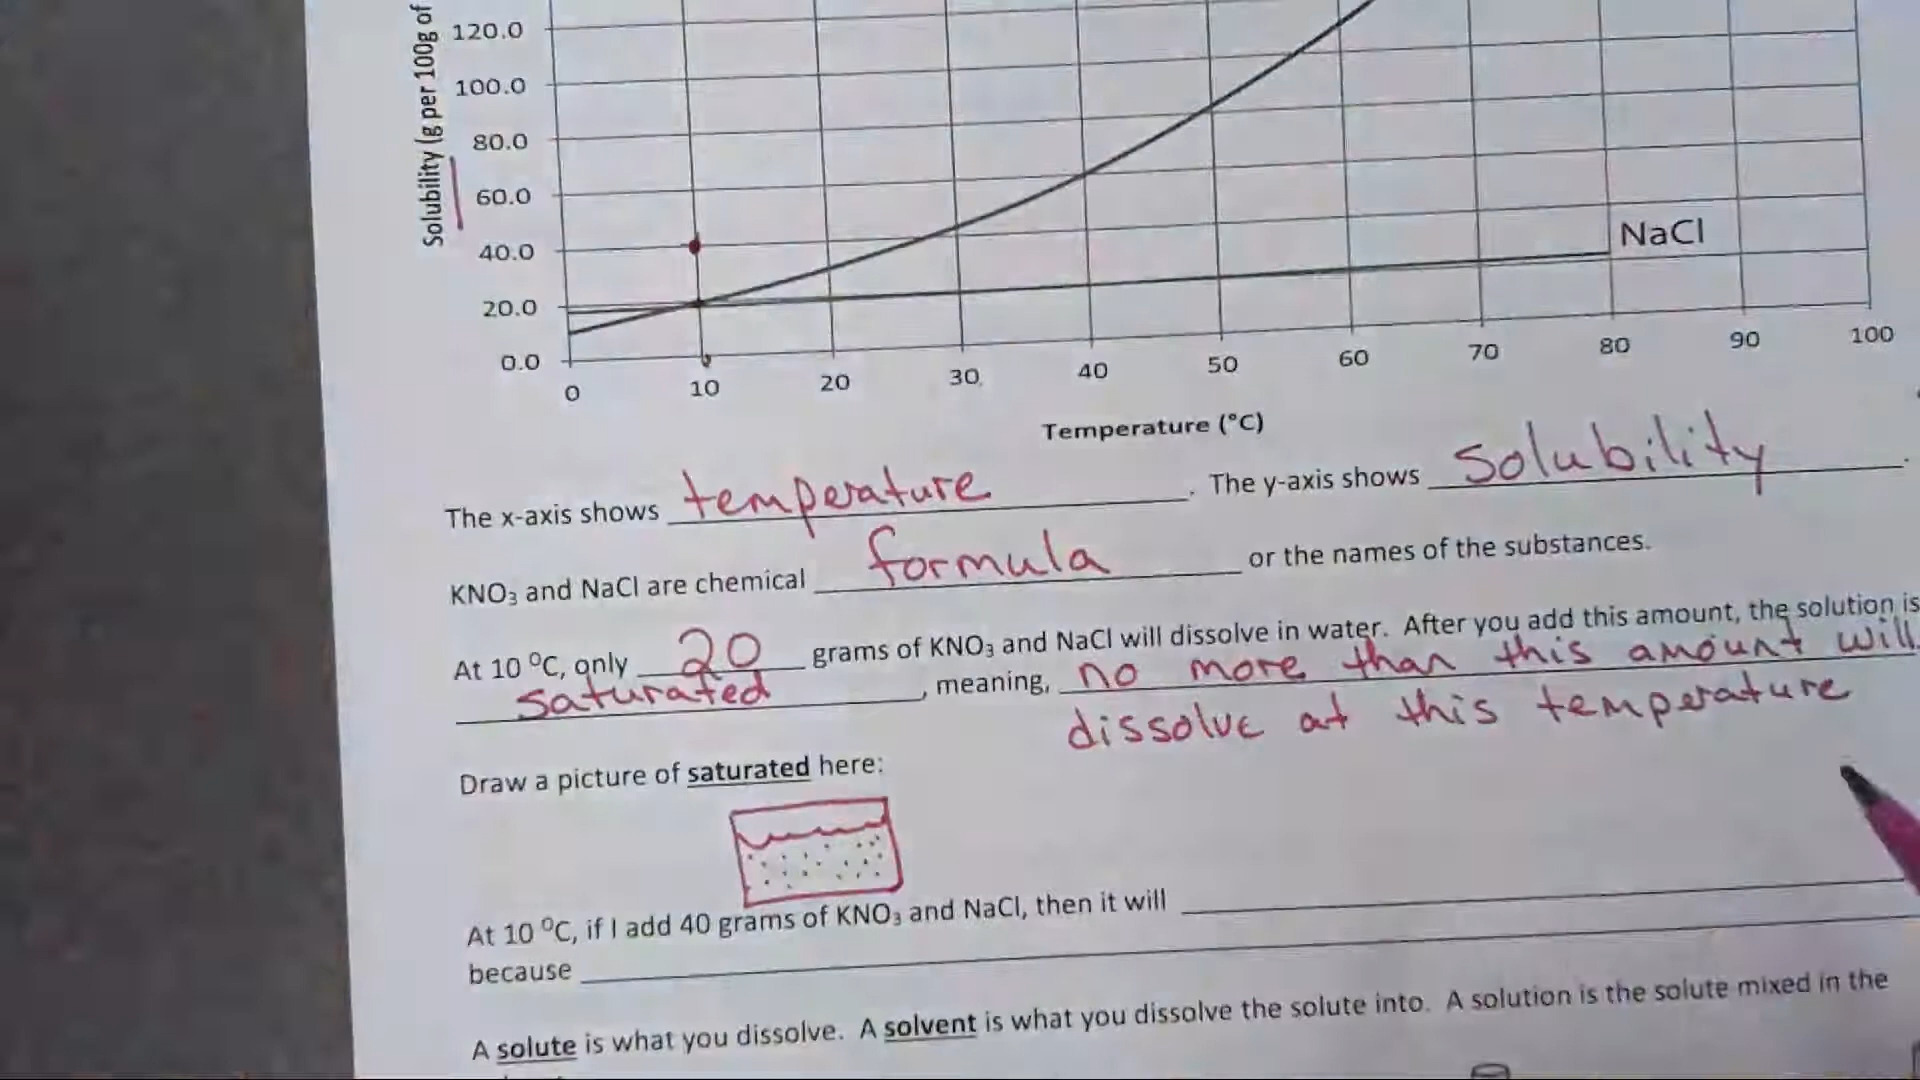 Solubility (g per 100g of
120.0
100.0
80.0
60.0
40.0
20.0
0.0
NaCl
0 10 20 30 40 50 60 70 80 90 100
Temperature (°C)
The x-axis shows temperature. The y-axis shows solubility.
KNO₃ and NaCl are chemical formula or the names of the substances.
At 10 ⁰C, only 20 grams of KNO₃ and NaCl will dissolve in water. After you add this amount, the solution is
saturated, meaning, no more than this amount will
dissolve at this temperature
Draw a picture of saturated here:
At 10 ⁰C, if I add 40 grams of KNO₃ and NaCl, then it will
because
A solute is what you dissolve. A solvent is what you dissolve the solute into. A solution is the solute mixed in the